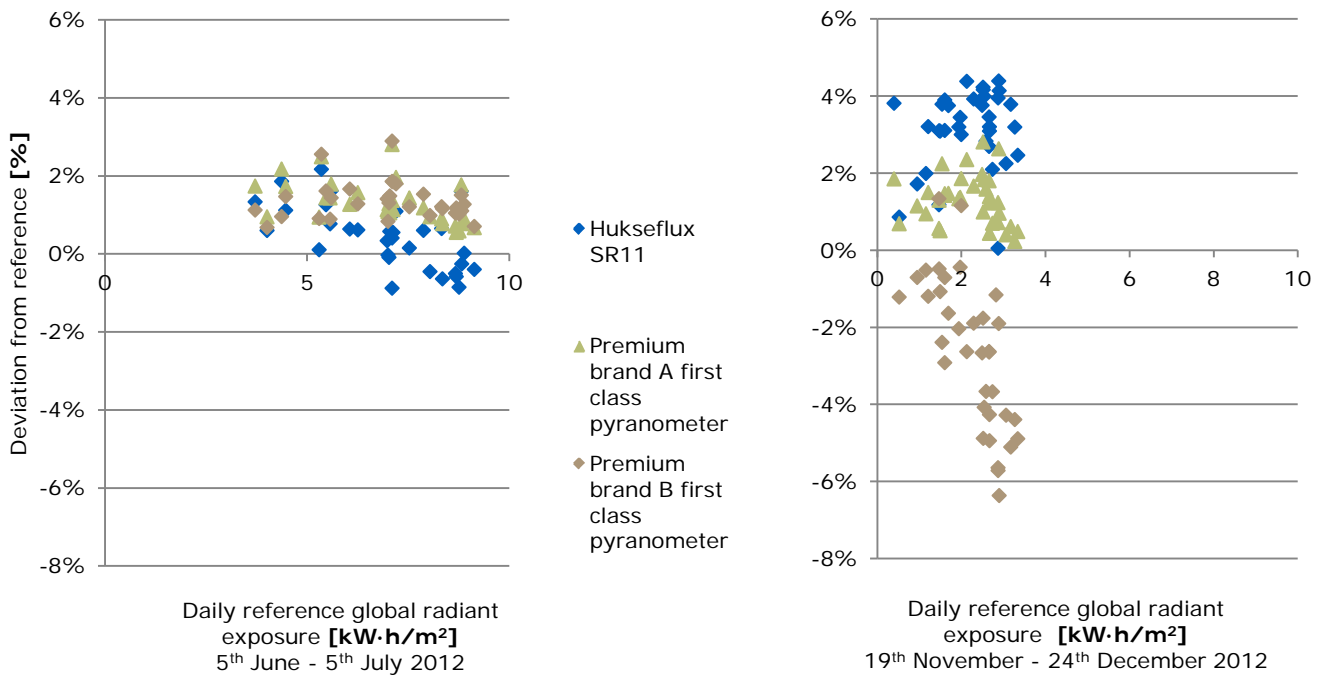 6%
4%
2%
0%
-2%
-4%
-6%
-8%
0
5
10
Deviation from reference [%]
Daily reference global radiant
exposure [kW·h/m²]
5th June - 5th July 2012
Hukseflux
SR11
Premium
brand A first
class
pyranometer
Premium
brand B first
class
pyranometer
6%
4%
2%
0%
-2%
-4%
-6%
-8%
0
2
4
6
8
10
Daily reference global radiant
exposure [kW·h/m²]
19th November - 24th December 2012